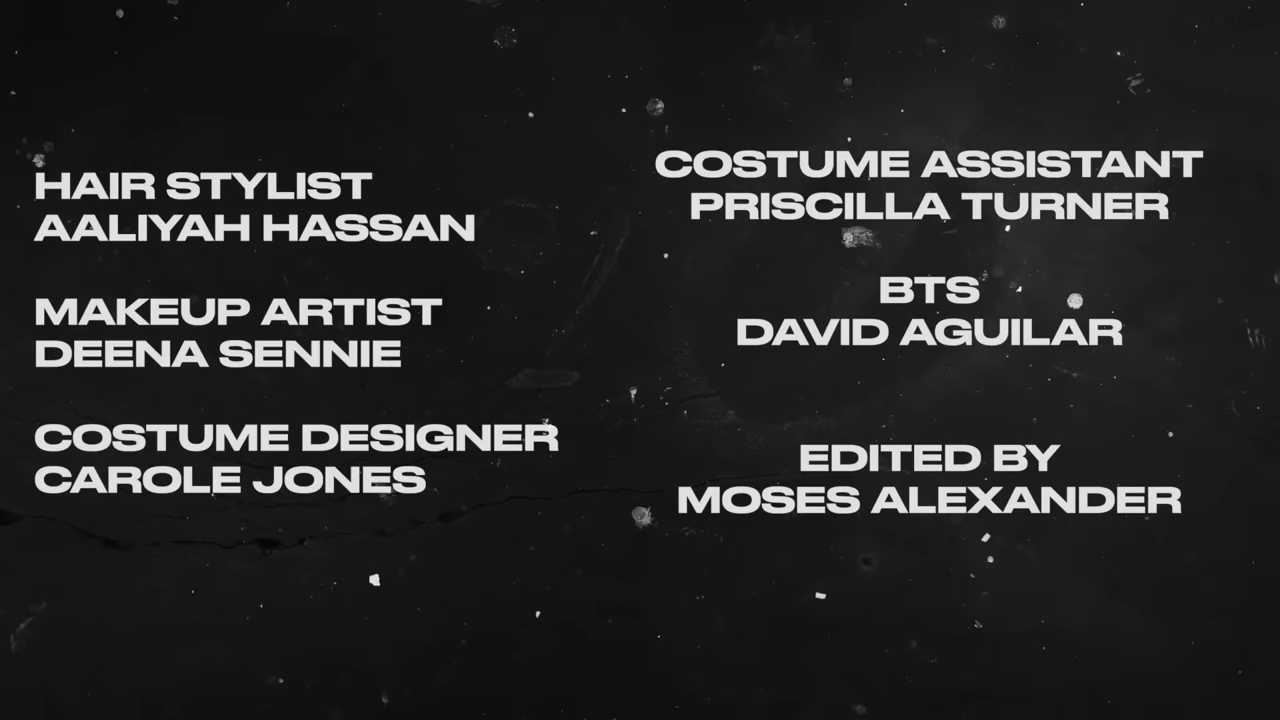 HAIR STYLIST
AALIYAH HASSAN
MAKEUP ARTIST
DEENA SENNIE
COSTUME DESIGNER
CAROLE JONES
COSTUME ASSISTANT
PRISCILLA TURNER
BTS
DAVID AGUILAR
EDITED BY
MOSES ALEXANDER